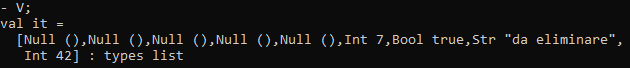 - V;
val it =
  [Null (),Null (),Null (),Null (),Null (),Int 7,Bool true,Str "da eliminare",
   Int 42] : types list